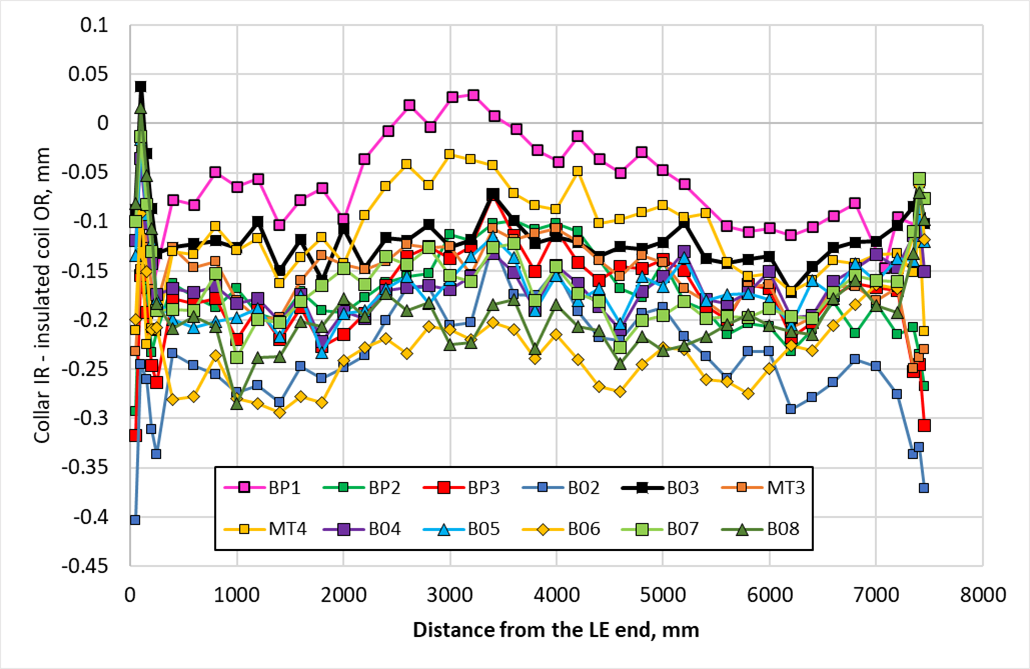 0.1
0.05
0
-0.05
-0.1
-0.15
-0.2
-0.25
-0.3
-0.35
-0.4
-0.45
Collar IR - insulated coil OR, mm
BP1 BP2 BP3 B02 B03 MT3
MT4 B04 B05 B06 B07 B08
0 1000 2000 3000 4000 5000 6000 7000 8000
Distance from the LE end, mm